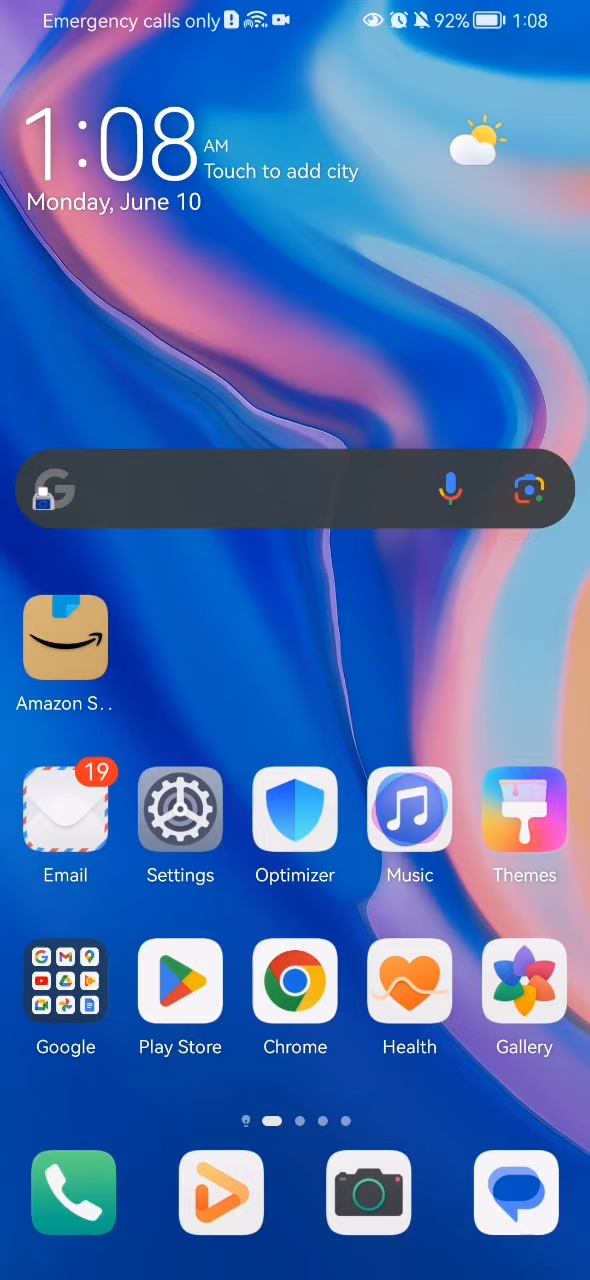 Emergency calls only 92% 1:08
1:08 AM
Touch to add city
Monday, June 10
Amazon S..
19
Email Settings Optimizer Music Themes
Google Play Store Chrome Health Gallery